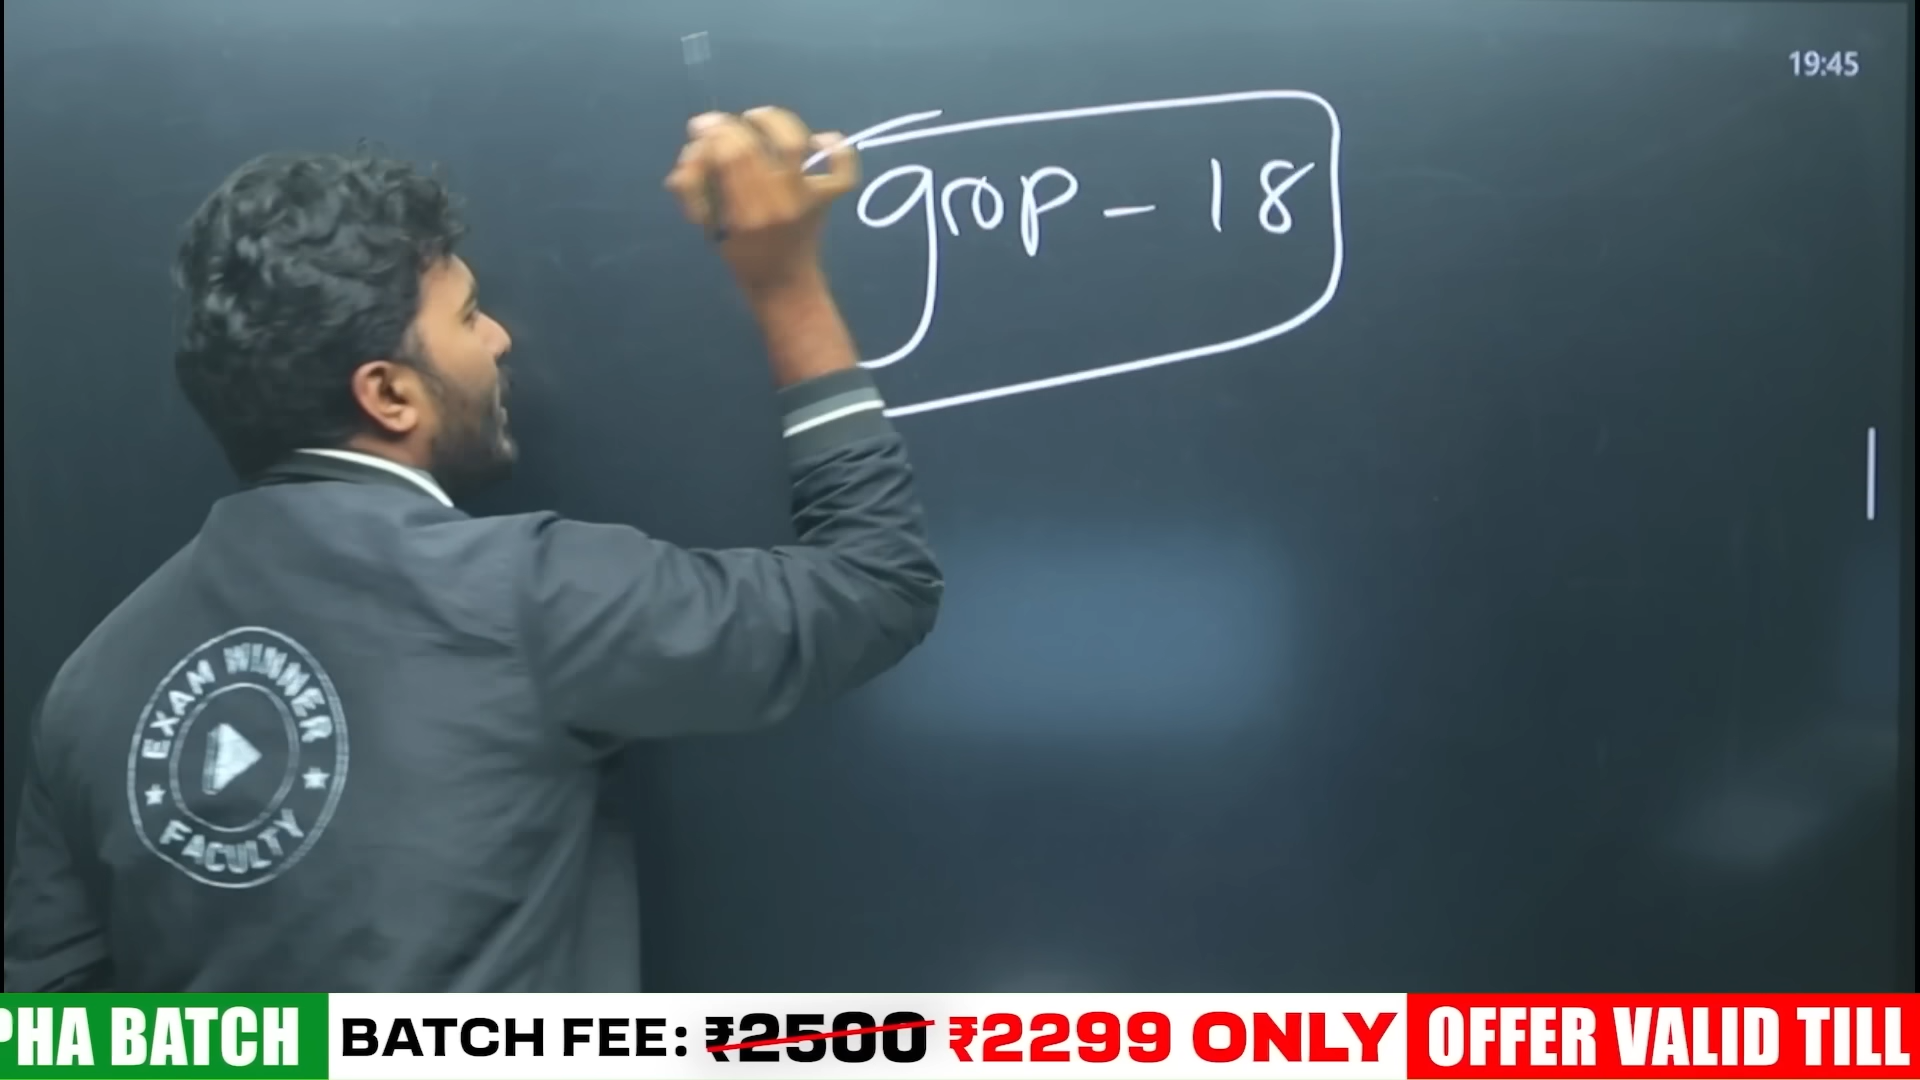 19:45
grop - 18
EXAM WINNER
FACULTY
PHA BATCH BATCH FEE: ₹2500 ₹2299 ONLY OFFER VALID TILL